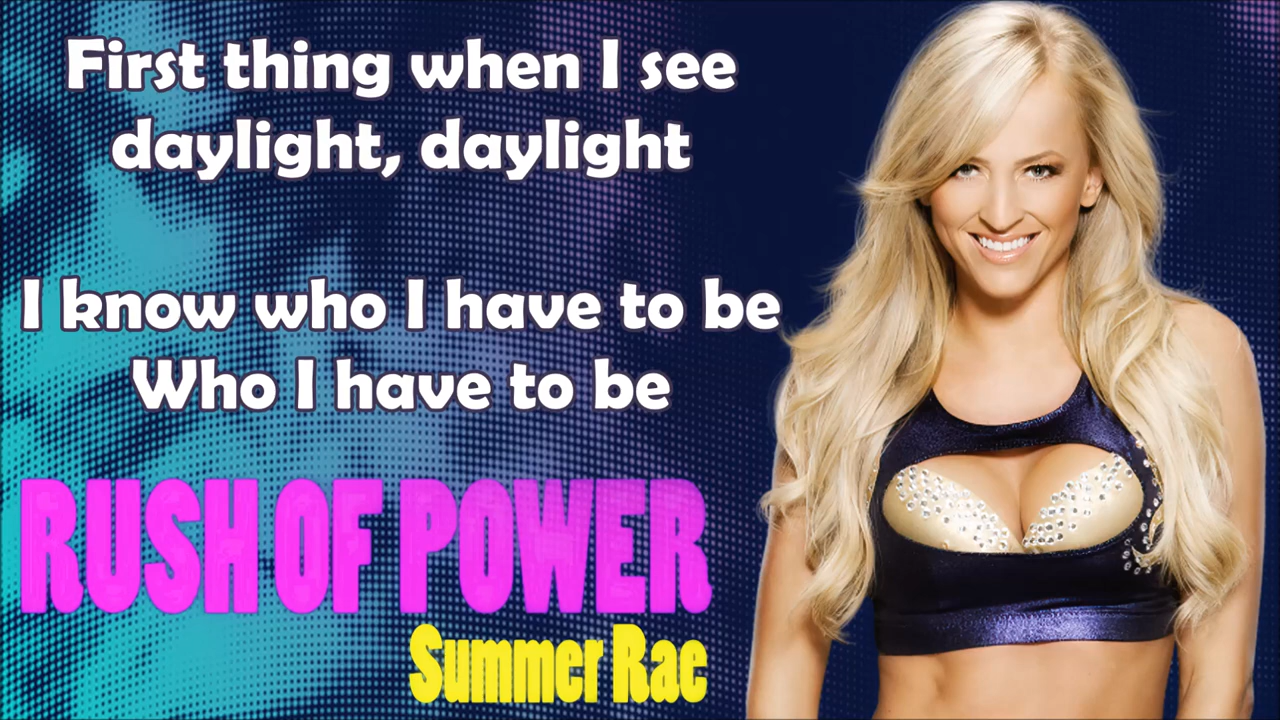 First thing when I see
daylight, daylight
I know who I have to be
Who I have to be
RUSH OF POWER
Summer Rae